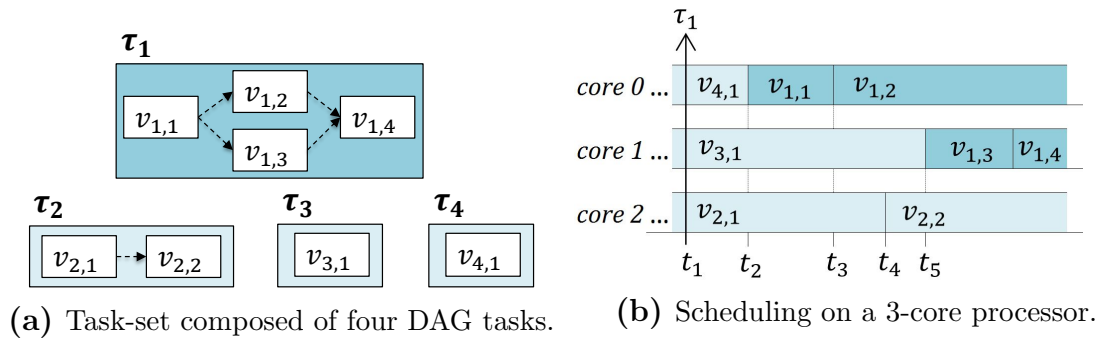 τ₁
v₁,₁ v₁,₂ v₁,₃ v₁,₄
τ₂ τ₃ τ₄
v₂,₁ v₂,₂ v₃,₁ v₄,₁
(a) Task-set composed of four DAG tasks.
τ₁
core 0 ... v₄,₁ v₁,₁ v₁,₂
core 1 ... v₃,₁ v₁,₃ v₁,₄
core 2 ... v₂,₁ v₂,₂
t₁ t₂ t₃ t₄ t₅
(b) Scheduling on a 3-core processor.